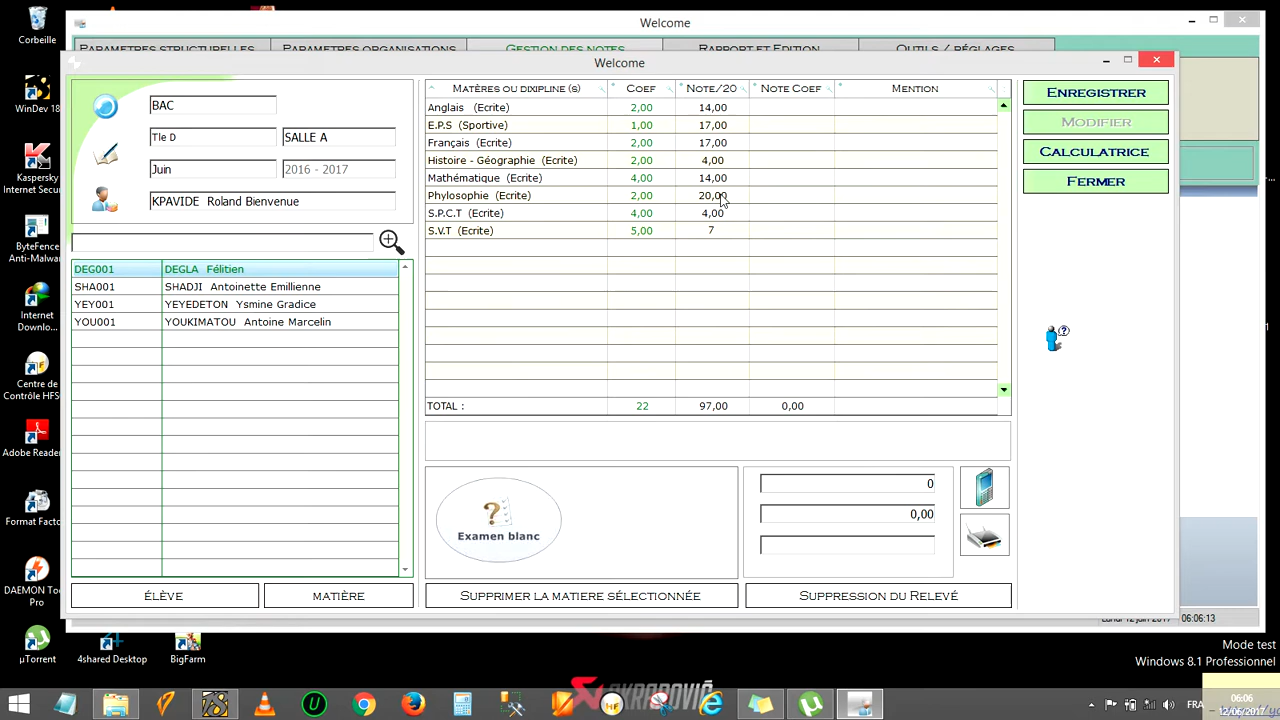 Corbeille
WinDev 18
Kaspersky
Internet Secur...
ByteFence
Anti-Malwar
Internet
Downlo...
Centre de
Contrôle HFS
Adobe Reader
Format Facto
DAEMON Too
Pro
µTorrent
4shared Desktop
BigFarm
Welcome
PARAMETRES STRUCTURELLES
PARAMETRES ORGANISATIONS
GESTION DES NOTES
RAPPORT ET EDITION
OUTILS / RÉGLAGES
Welcome
BAC
Tle D
SALLE A
Juin
2016 - 2017
KPAVIDE Roland Bienvenue
DEG001 DEGLA Félitien
SHA001 SHADJI Antoinette Emillienne
YEY001 YEYEDETON Ysmine Gradice
YOU001 YOUKIMATOU Antoine Marcelin
ÉLÈVE
MATIÈRE
MATIÈRES OU DIXIPLINE (S) COEF NOTE/20 NOTE COEF MENTION
Anglais (Ecrite) 2,00 14,00
E.P.S (Sportive) 1,00 17,00
Français (Ecrite) 2,00 17,00
Histoire - Géographie (Ecrite) 2,00 4,00
Mathématique (Ecrite) 4,00 14,00
Phylosophie (Ecrite) 2,00 20,00
S.P.C.T (Ecrite) 4,00 4,00
S.V.T (Ecrite) 5,00 7
TOTAL : 22 97,00 0,00
Examen blanc
0
0,00
SUPPRIMER LA MATIERE SÉLECTIONNÉE
SUPPRESSION DU RELEVÉ
ENREGISTRER
MODIFIER
CALCULATRICE
FERMER
Lundi 12 juin 2017 06:06:13
Mode test
Windows 8.1 Professionnel
FRA
06:06
12/06/2017